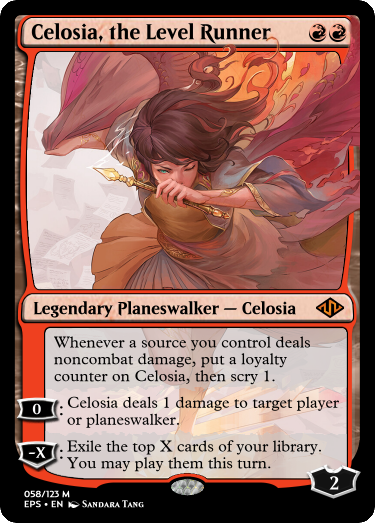 Celosia, the Level Runner
Legendary Planeswalker — Celosia
Whenever a source you control deals
noncombat damage, put a loyalty
counter on Celosia, then scry 1.
0 : Celosia deals 1 damage to target player
or planeswalker.
-X : Exile the top X cards of your library.
You may play them this turn.
2
058/123 M
EPS • EN Sandara Tang